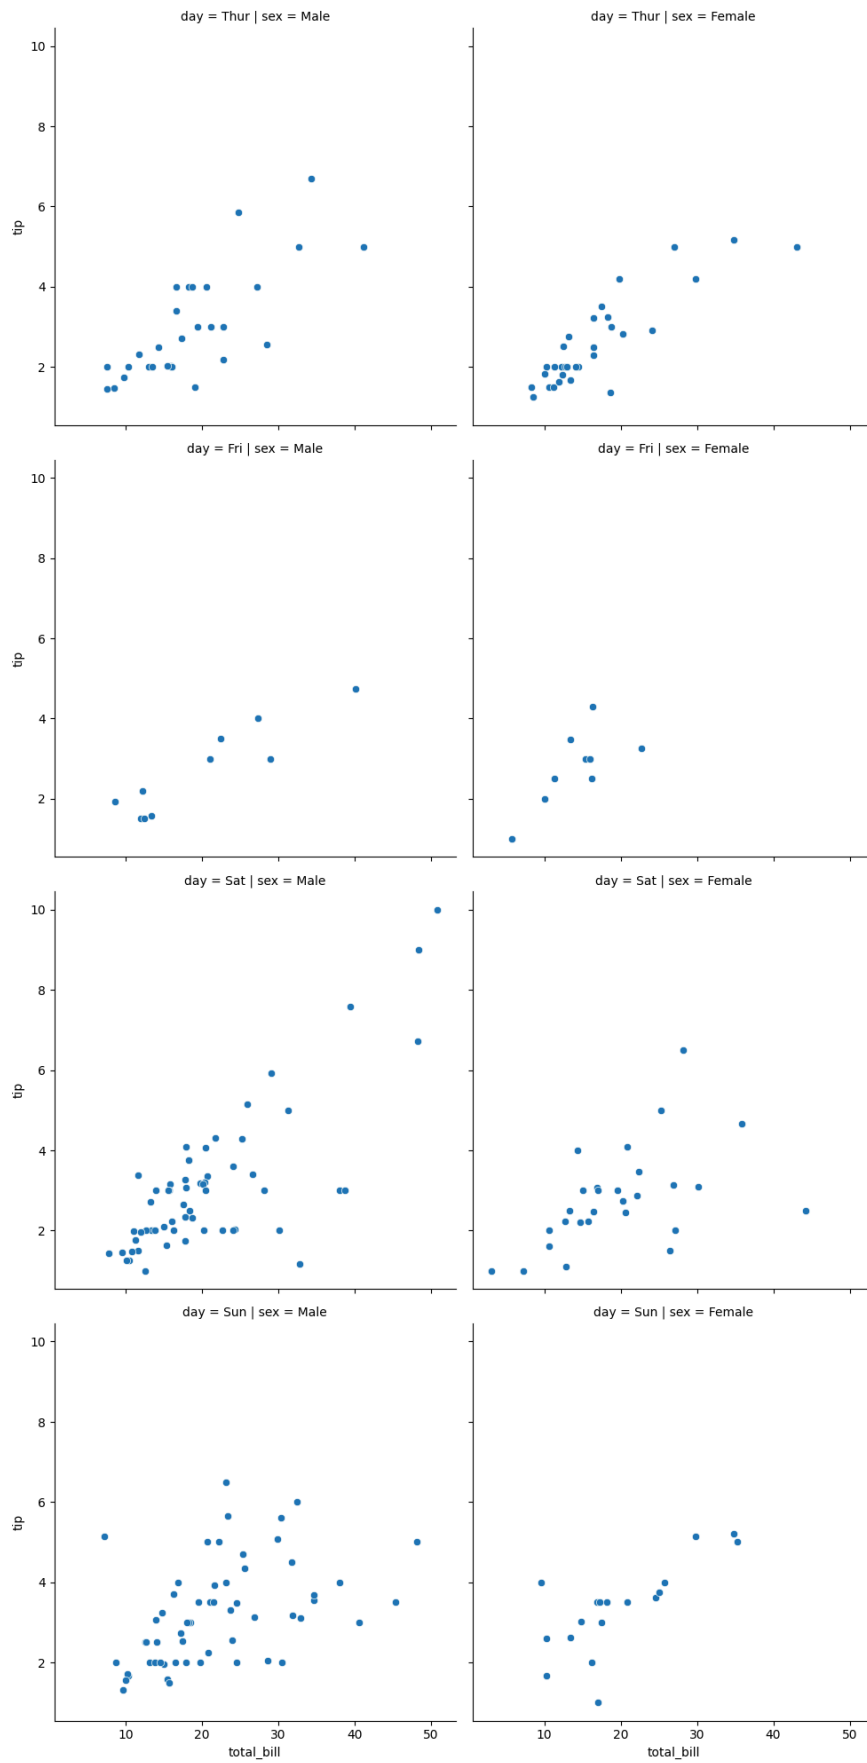 day = Thur | sex = Male
day = Thur | sex = Female
10
8
6
4
2
tip
day = Fri | sex = Male
day = Fri | sex = Female
10
8
6
4
2
tip
day = Sat | sex = Male
day = Sat | sex = Female
10
8
6
4
2
tip
day = Sun | sex = Male
day = Sun | sex = Female
10
8
6
4
2
tip
10 20 30 40 50
10 20 30 40 50
total_bill
total_bill